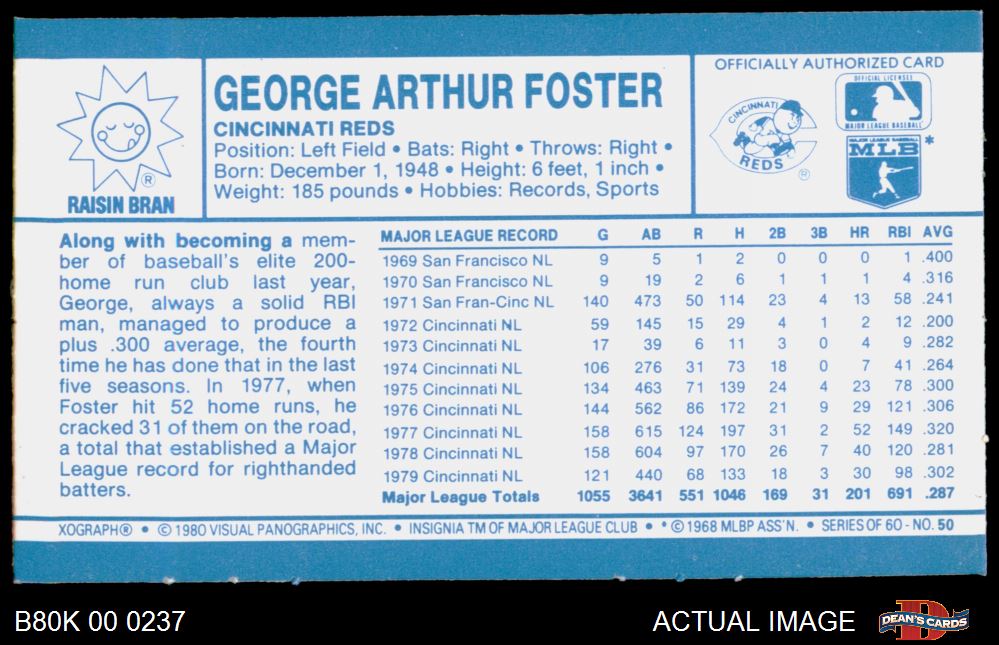 RAISIN BRAN
®
GEORGE ARTHUR FOSTER
CINCINNATI REDS
Position: Left Field • Bats: Right • Throws: Right •
Born: December 1, 1948 • Height: 6 feet, 1 inch •
Weight: 185 pounds • Hobbies: Records, Sports
OFFICIALLY AUTHORIZED CARD
CINCINNATI
REDS
®
OFFICIAL LICENSEE
MAJOR LEAGUE BASEBALL
MAJOR LEAGUE BASEBALL
MLB *
Along with becoming a mem-
ber of baseball's elite 200-
home run club last year,
George, always a solid RBI
man, managed to produce a
plus .300 average, the fourth
time he has done that in the last
five seasons. In 1977, when
Foster hit 52 home runs, he
cracked 31 of them on the road,
a total that established a Major
League record for righthanded
batters.
MAJOR LEAGUE RECORD G AB R H 2B 3B HR RBI AVG
1969 San Francisco NL 9 5 1 2 0 0 0 1 .400
1970 San Francisco NL 9 19 2 6 1 1 1 4 .316
1971 San Fran-Cinc NL 140 473 50 114 23 4 13 58 .241
1972 Cincinnati NL 59 145 15 29 4 1 2 12 .200
1973 Cincinnati NL 17 39 6 11 3 0 4 9 .282
1974 Cincinnati NL 106 276 31 73 18 0 7 41 .264
1975 Cincinnati NL 134 463 71 139 24 4 23 78 .300
1976 Cincinnati NL 144 562 86 172 21 9 29 121 .306
1977 Cincinnati NL 158 615 124 197 31 2 52 149 .320
1978 Cincinnati NL 158 604 97 170 26 7 40 120 .281
1979 Cincinnati NL 121 440 68 133 18 3 30 98 .302
Major League Totals 1055 3641 551 1046 169 31 201 691 .287
XOGRAPH® • © 1980 VISUAL PANOGRAPHICS, INC. • INSIGNIA TM OF MAJOR LEAGUE CLUB • * © 1968 MLBP ASS'N. • SERIES OF 60 - NO. 50
B80K 00 0237
ACTUAL IMAGE
D
DEAN'S CARDS